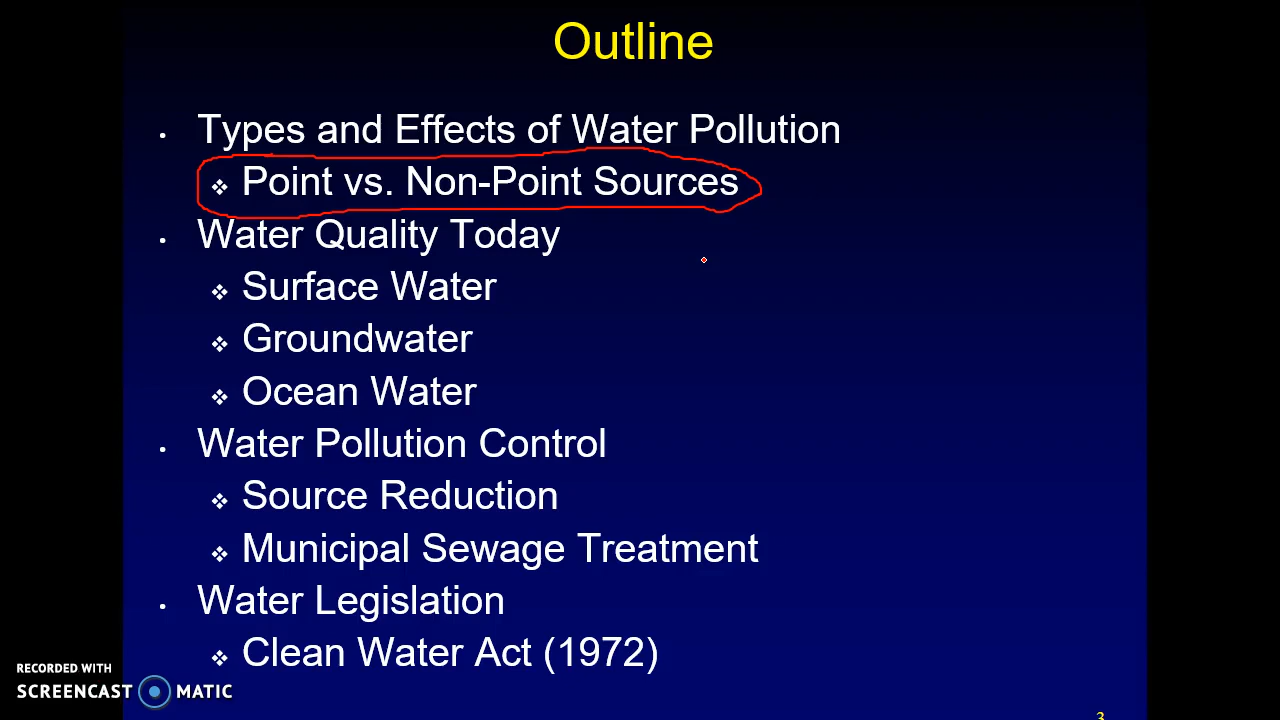 Outline
• Types and Effects of Water Pollution
❖ Point vs. Non-Point Sources
• Water Quality Today
❖ Surface Water
❖ Groundwater
❖ Ocean Water
• Water Pollution Control
❖ Source Reduction
❖ Municipal Sewage Treatment
• Water Legislation
❖ Clean Water Act (1972)
RECORDED WITH
SCREENCAST MATIC
3